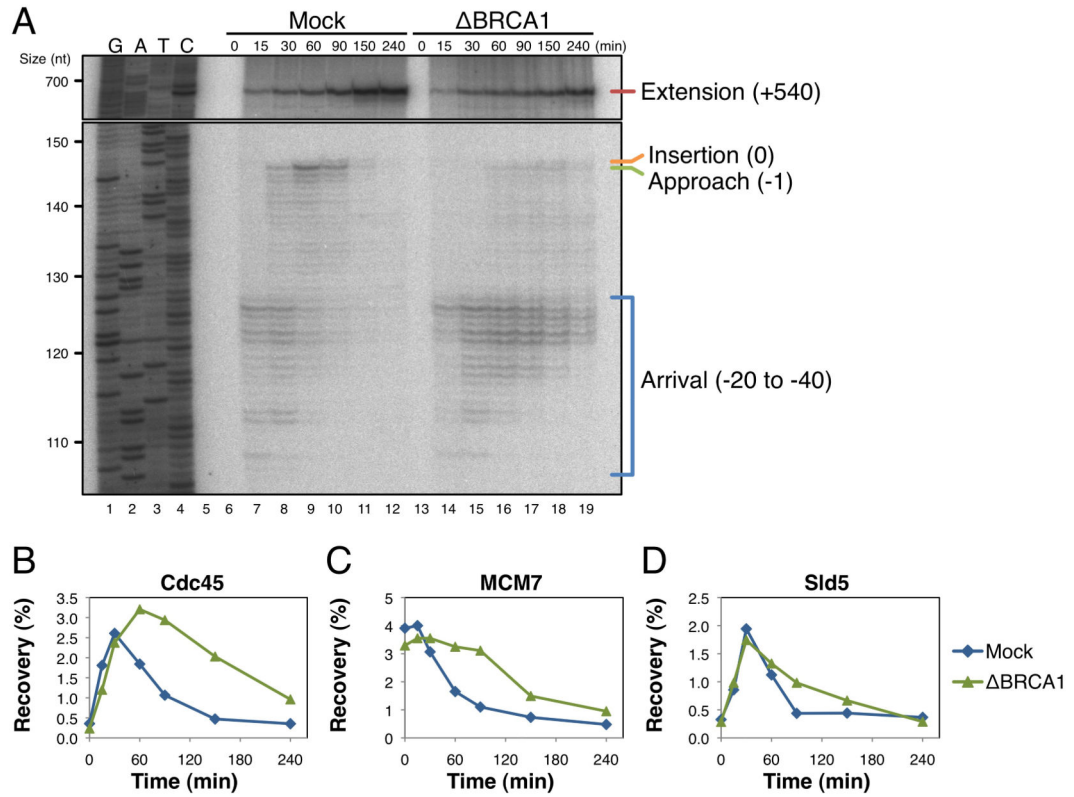 A
Mock ΔBRCA1
G A T C 0 15 30 60 90 150 240 0 15 30 60 90 150 240 (min)
Size (nt)
700
Extension (+540)
150
Insertion (0)
Approach (-1)
140
130
120
Arrival (-20 to -40)
110
1 2 3 4 5 6 7 8 9 10 11 12 13 14 15 16 17 18 19
B
Cdc45
Recovery (%)
3.5
3.0
2.5
2.0
1.5
1.0
0.5
0.0
0 60 120 180 240
Time (min)
C
MCM7
Recovery (%)
5
4
3
2
1
0
0 60 120 180 240
Time (min)
D
Sld5
Recovery (%)
2.5
2.0
1.5
1.0
0.5
0.0
0 60 120 180 240
Time (min)
Mock
ΔBRCA1